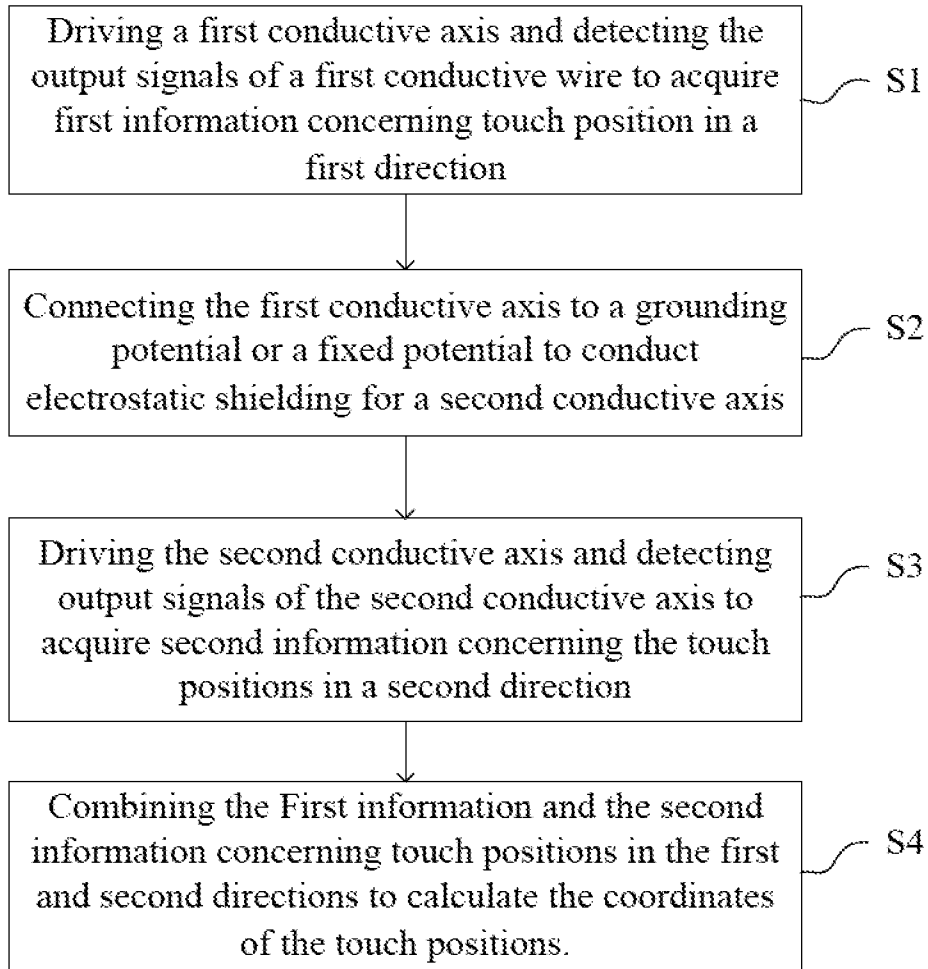 Driving a first conductive axis and detecting the
output signals of a first conductive wire to acquire
first information concerning touch position in a
first direction
S1
Connecting the first conductive axis to a grounding
potential or a fixed potential to conduct
electrostatic shielding for a second conductive axis
S2
Driving the second conductive axis and detecting
output signals of the second conductive axis to
acquire second information concerning the touch
positions in a second direction
S3
Combining the First information and the second
information concerning touch positions in the first
and second directions to calculate the coordinates
of the touch positions.
S4